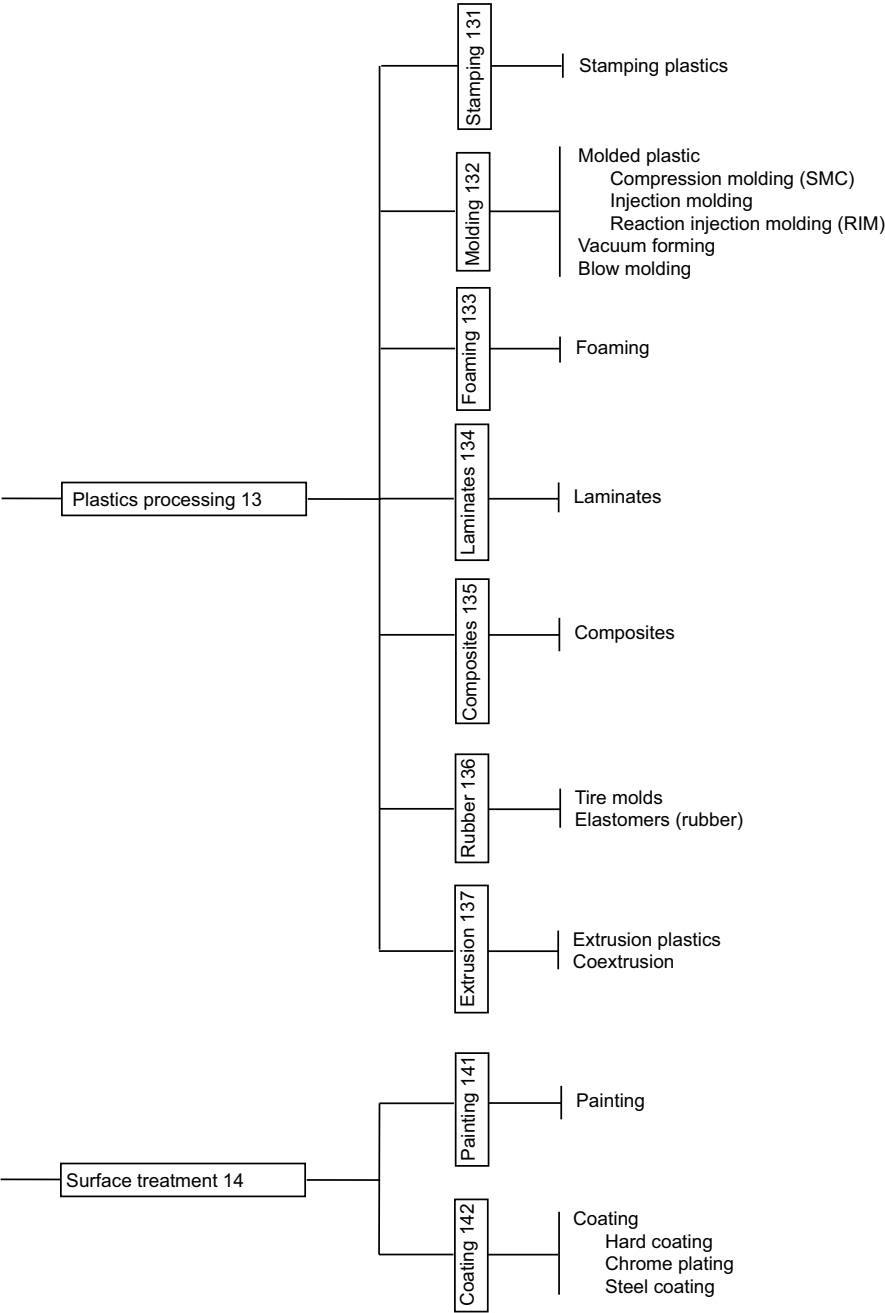 Stamping 131
Stamping plastics
Molding 132
Molded plastic
Compression molding (SMC)
Injection molding
Reaction injection molding (RIM)
Vacuum forming
Blow molding
Foaming 133
Foaming
Plastics processing 13
Laminates 134
Laminates
Composites 135
Composites
Rubber 136
Tire molds
Elastomers (rubber)
Extrusion 137
Extrusion plastics
Coextrusion
Surface treatment 14
Painting 141
Painting
Coating 142
Coating
Hard coating
Chrome plating
Steel coating